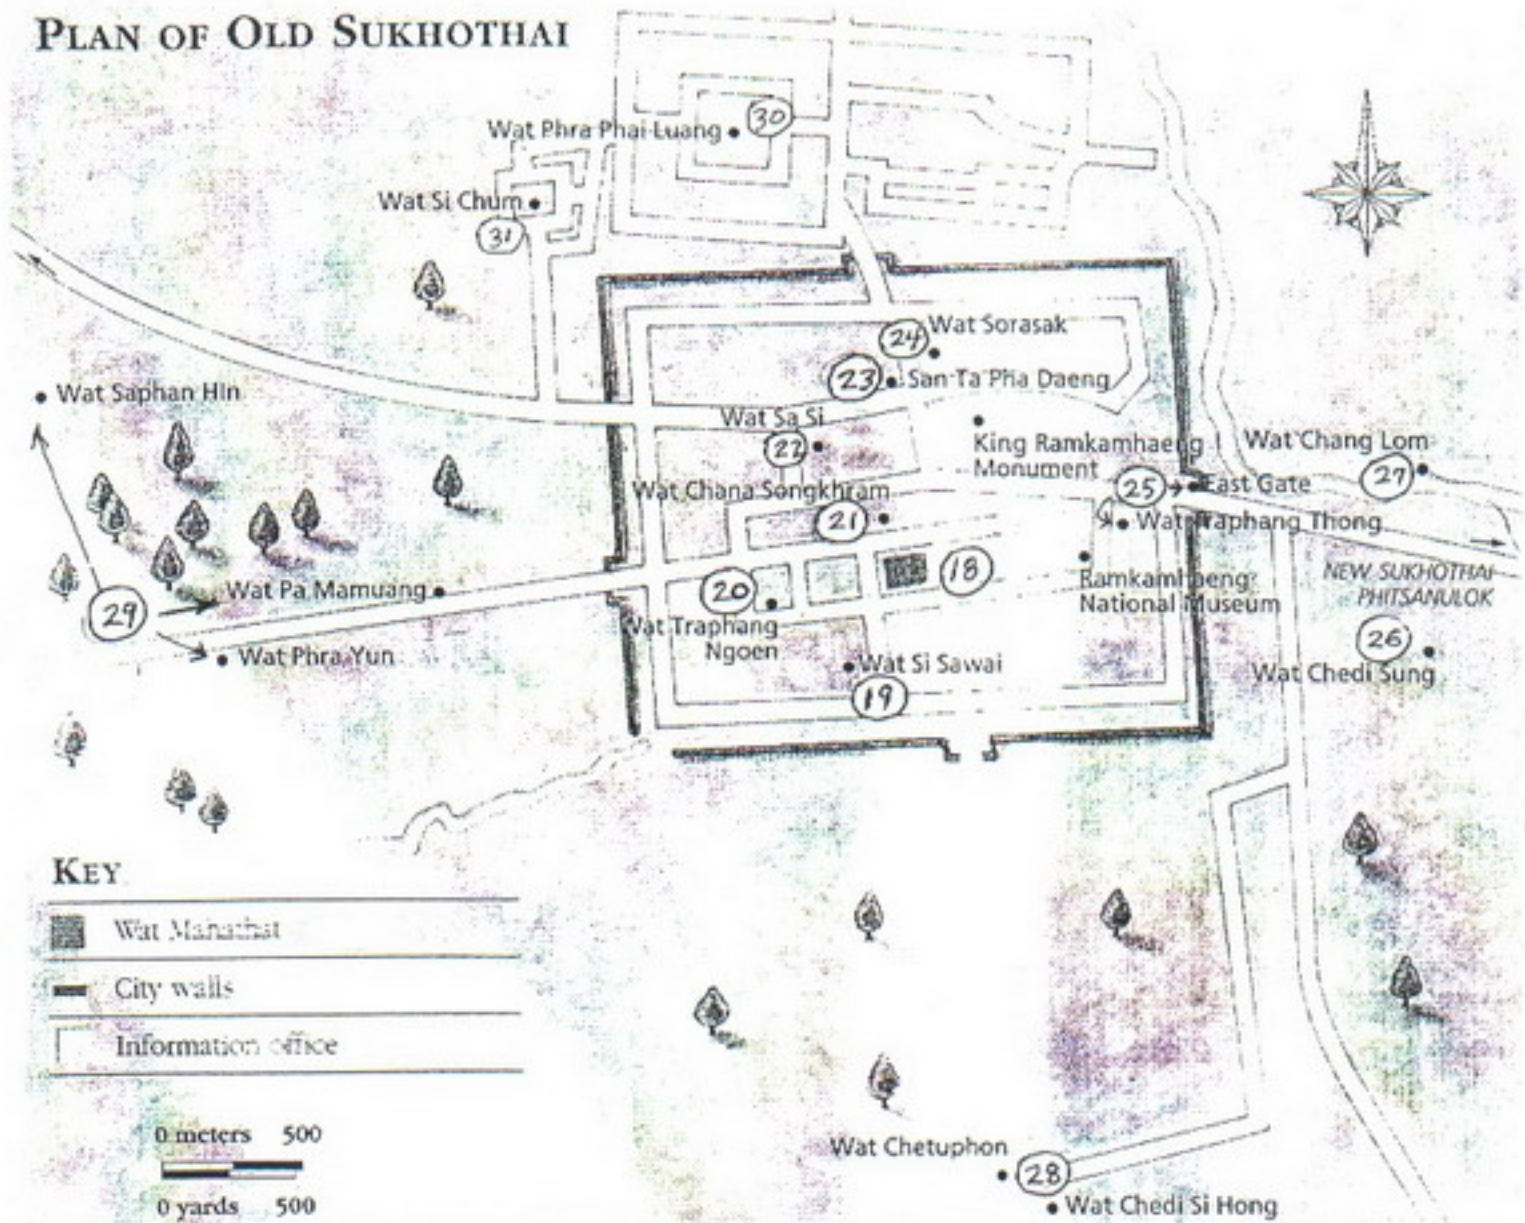 PLAN OF OLD SUKHOTHAI
Wat Phra Phai Luang
30
Wat Si Chum
31
24
Wat Sorasak
23
San Ta Pha Daeng
Wat Saphan Hin
Wat Sa Si
22
King Ramkamhaeng
Monument
Wat Chang Lom
27
25
East Gate
Wat Chana Songkhram
21
Wat Traphang Thong
18
20
Ramkamhaeng
National Museum
NEW SUKHOTHAI
PHITSANULOK
29
Wat Pa Mamuang
Wat Traphang
Ngoen
26
Wat Phra Yun
Wat Si Sawai
Wat Chedi Sung
19
KEY
Wat Mahathat
City walls
Information office
0 meters 500
0 yards 500
Wat Chetuphon
28
Wat Chedi Si Hong